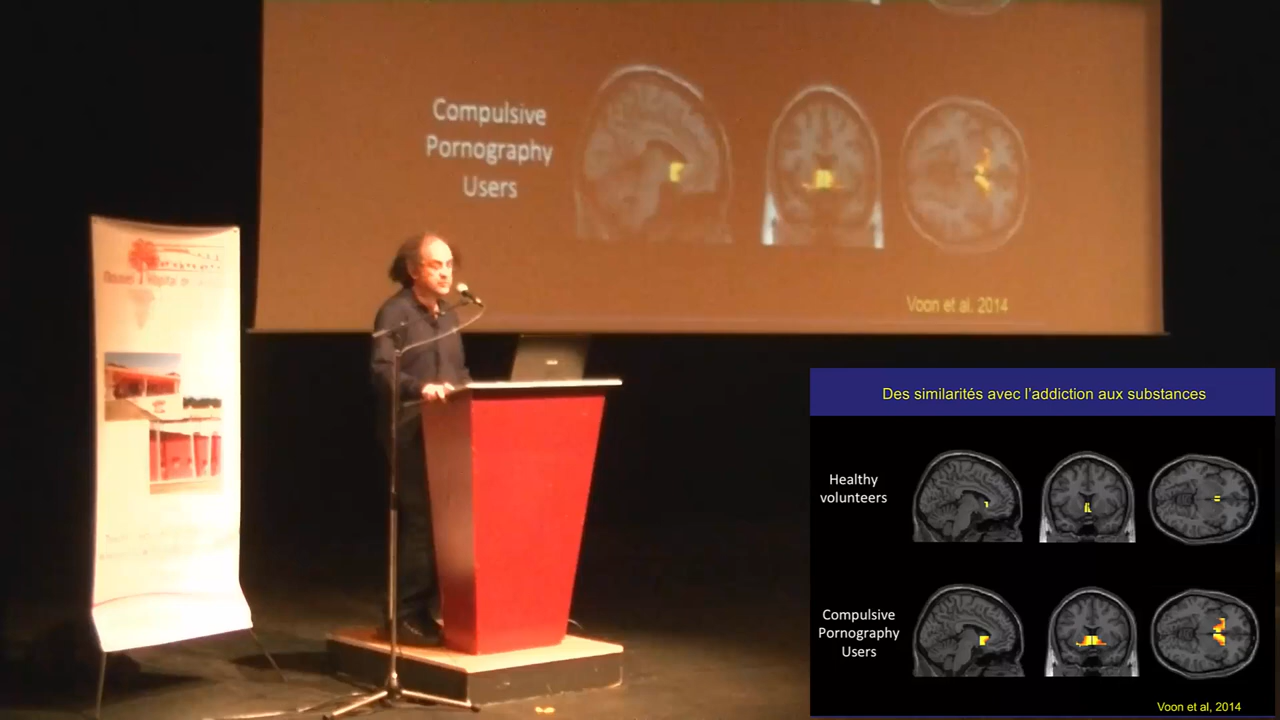 Compulsive
Pornography
Users
Voon et al. 2014
Des similarités avec l'addiction aux substances
Healthy
volunteers
Compulsive
Pornography
Users
Voon et al, 2014